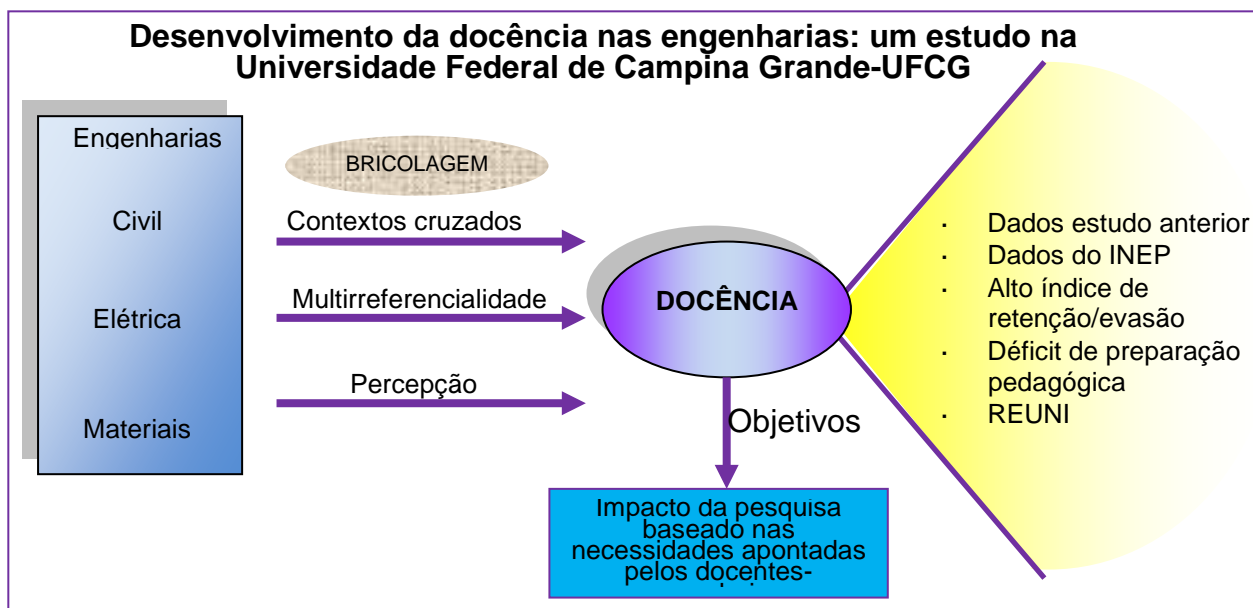 Desenvolvimento da docência nas engenharias: um estudo na
Universidade Federal de Campina Grande-UFCG
Engenharias
Civil
Elétrica
Materiais
BRICOLAGEM
Contextos cruzados
Multirreferencialidade
Percepção
DOCÊNCIA
Objetivos
Impacto da pesquisa
baseado nas
necessidades apontadas
pelos docentes-
· Dados estudo anterior
· Dados do INEP
· Alto índice de
retenção/evasão
· Déficit de preparação
pedagógica
· REUNI